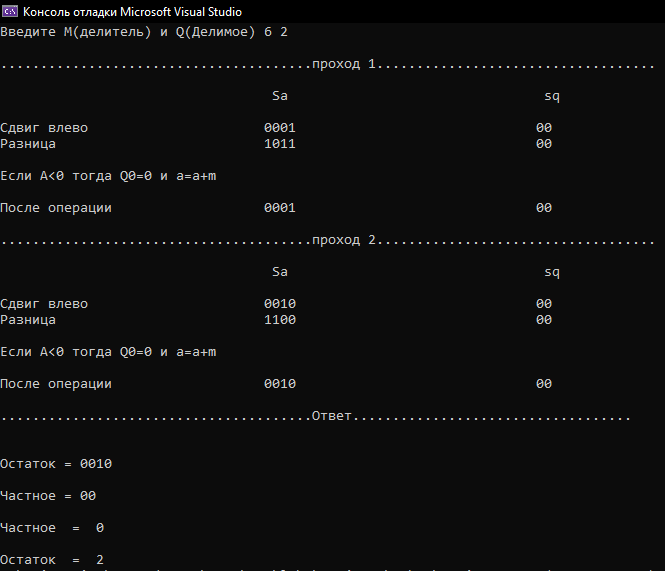 Консоль отладки Microsoft Visual Studio
Введите M(делитель) и Q(Делимое) 6 2
.......................................проход 1...................................
Sa sq
Сдвиг влево 0001 00
Разница 1011 00
Если A<0 тогда Q0=0 и a=a+m
После операции 0001 00
.......................................проход 2...................................
Sa sq
Сдвиг влево 0010 00
Разница 1100 00
Если A<0 тогда Q0=0 и a=a+m
После операции 0010 00
.......................................Ответ...................................
Остаток = 0010
Частное = 00
Частное = 0
Остаток = 2